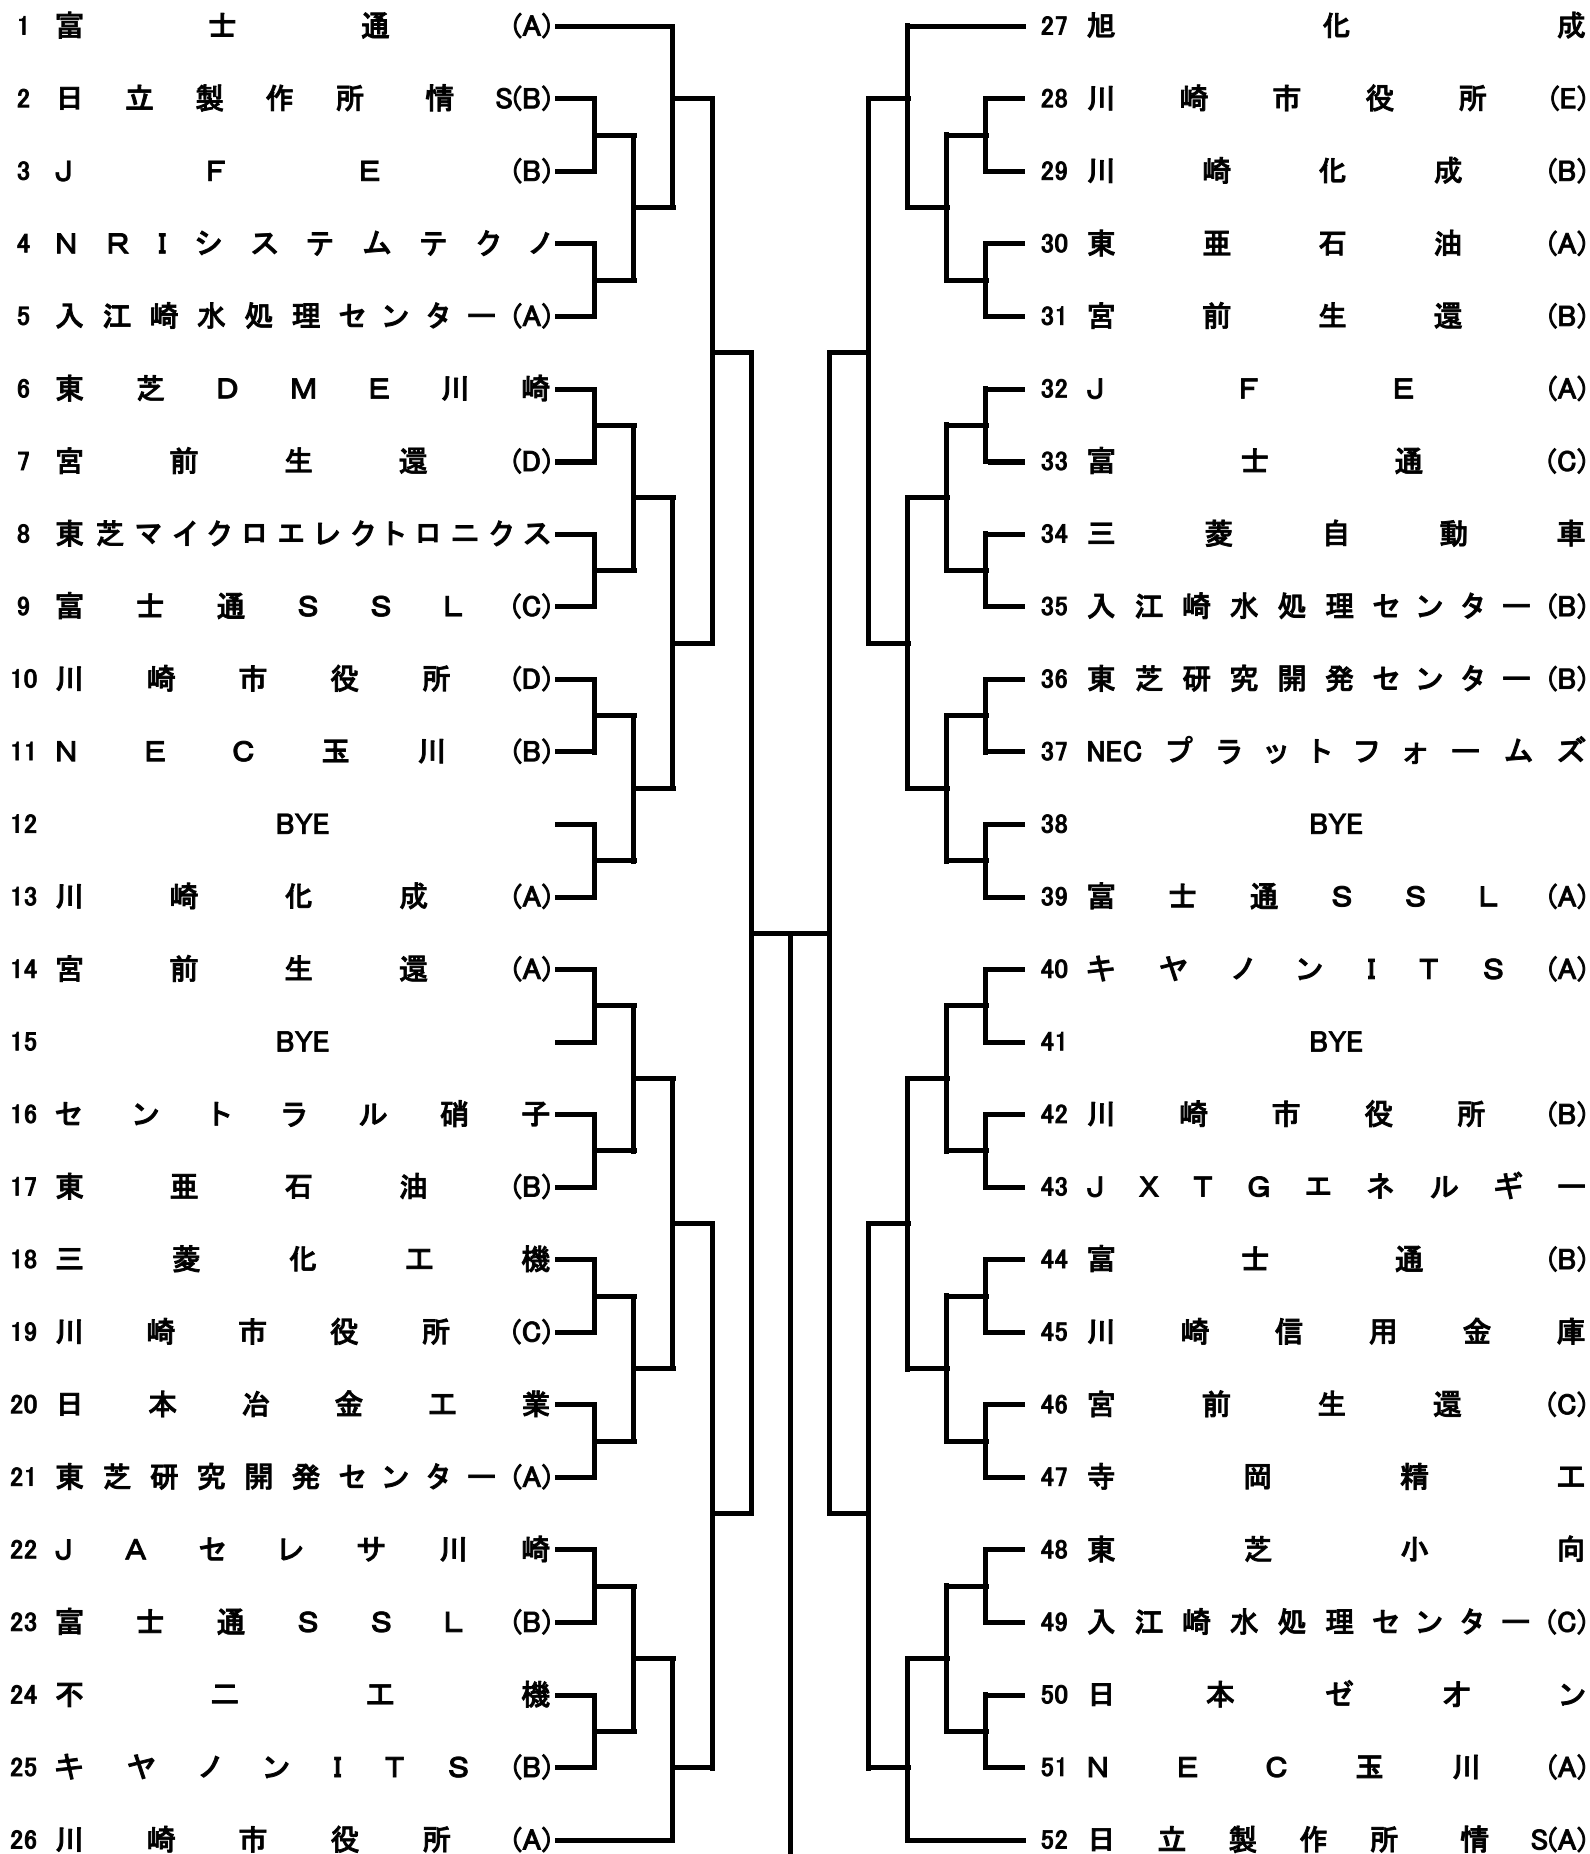 1 富士通(A)
2 日立製作所情S(B)
3 JFE(B)
4 NRIシステムテクノ
5 入江崎水処理センター(A)
6 東芝DME川崎
7 宮前生還(D)
8 東芝マイクロエレクトロニクス
9 富士通SSL(C)
10 川崎市役所(D)
11 NEC玉川(B)
12 BYE
13 川崎化成(A)
14 宮前生還(A)
15 BYE
16 セントラル硝子
17 東亜石油(B)
18 三菱化工機
19 川崎市役所(C)
20 日本冶金工業
21 東芝研究開発センター(A)
22 JAセレサ川崎
23 富士通SSL(B)
24 不二工機
25 キヤノンITS(B)
26 川崎市役所(A)
27 旭化成
28 川崎市役所(E)
29 川崎化成(B)
30 東亜石油(A)
31 宮前生還(B)
32 JFE(A)
33 富士通(C)
34 三菱自動車
35 入江崎水処理センター(B)
36 東芝研究開発センター(B)
37 NECプラットフォームズ
38 BYE
39 富士通SSL(A)
40 キヤノンITS(A)
41 BYE
42 川崎市役所(B)
43 JXTGエネルギー
44 富士通(B)
45 川崎信用金庫
46 宮前生還(C)
47 寺岡精工
48 東芝小向
49 入江崎水処理センター(C)
50 日本ゼオン
51 NEC玉川(A)
52 日立製作所情S(A)